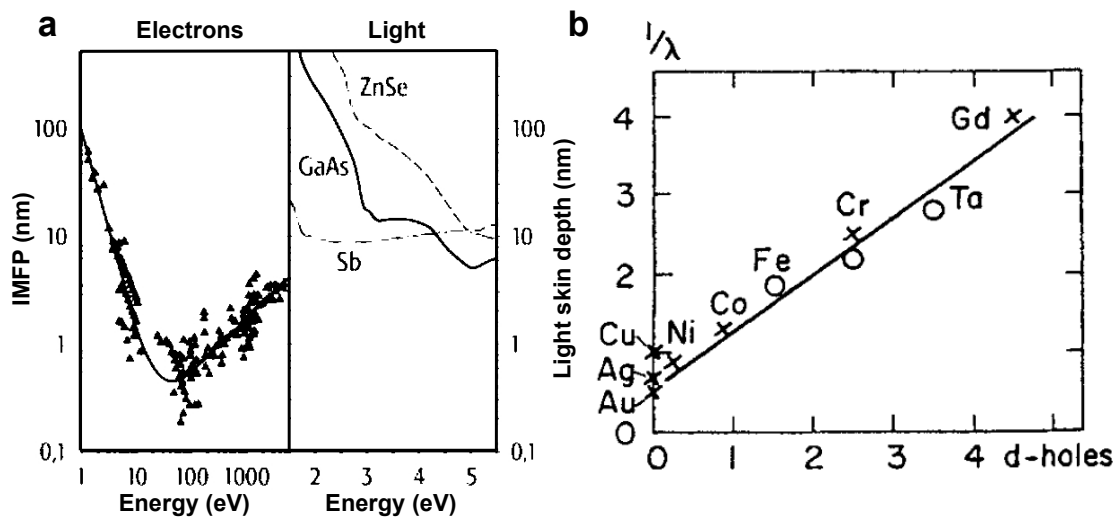 a
Electrons
Light
IMFP (nm)
100
10
1
0,1
1 10 100 1000
Energy (eV)
ZnSe
GaAs
Sb
100
10
1
0,1
2 3 4 5
Energy (eV)
Light skin depth (nm)
b
1/λ
4
3
2
1
0
Gd
Ta
Cr
Fe
Co
Ni
Cu
Ag
Au
0 1 2 3 4 d-holes